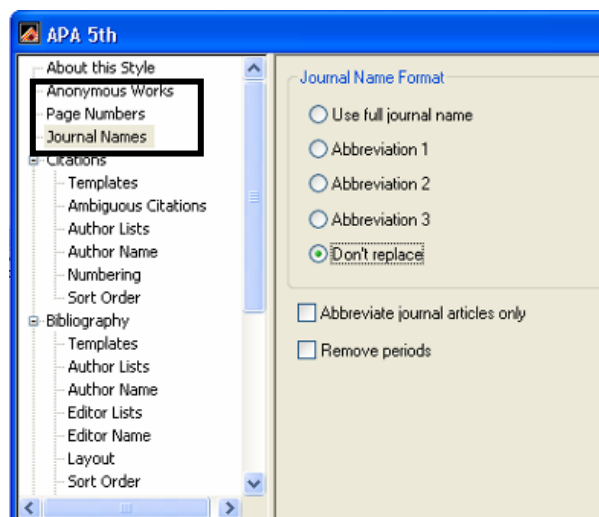 APA 5th
About this Style
Anonymous Works
Page Numbers
Journal Names
Citations
Templates
Ambiguous Citations
Author Lists
Author Name
Numbering
Sort Order
Bibliography
Templates
Author Lists
Author Name
Editor Lists
Editor Name
Layout
Sort Order
Journal Name Format
Use full journal name
Abbreviation 1
Abbreviation 2
Abbreviation 3
Don't replace
Abbreviate journal articles only
Remove periods